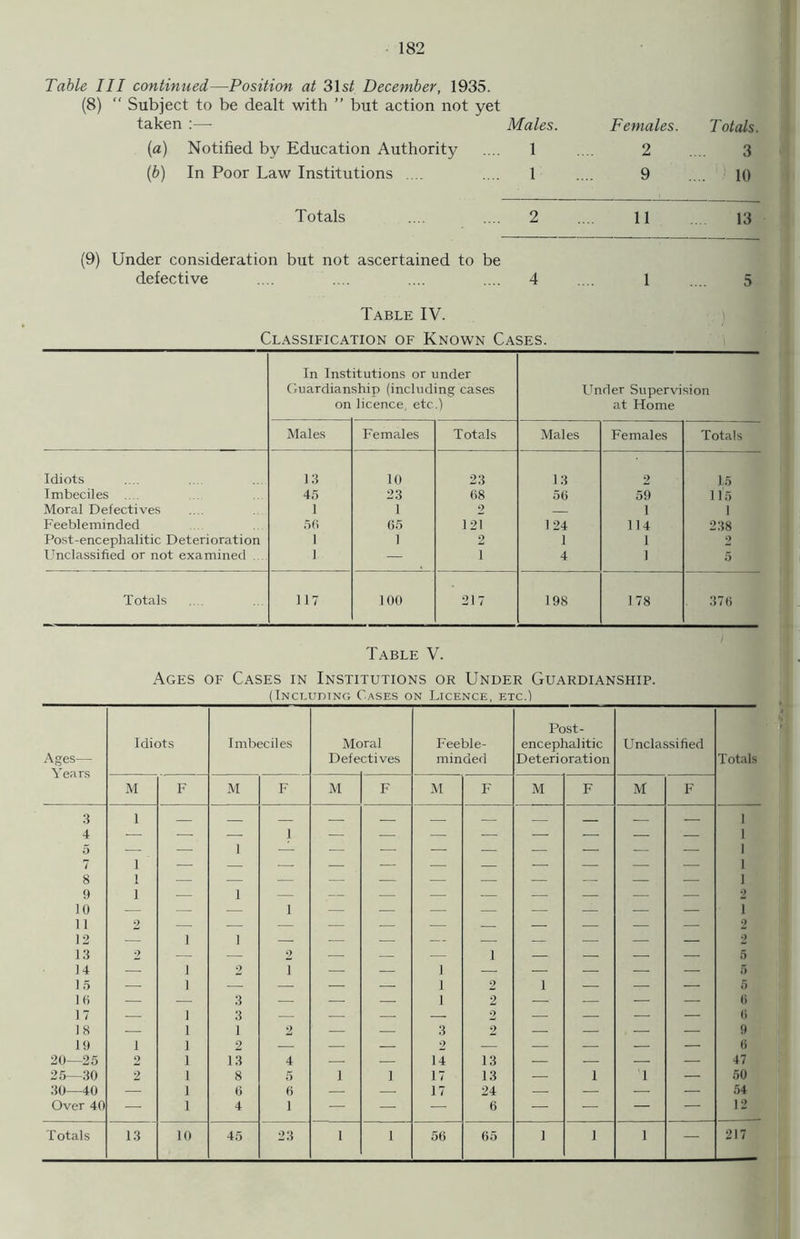 182
Table III continued—Position at 31st December, 1935.
(8) “ Subject to be dealt with ” but action not yet
taken :— Males. Females. Totals.
(a) Notified by Education Authority .... 1 .... 2 .... 3
(b) In Poor Law Institutions .... .... 1 .... 9 .... 10
Totals .... .... 2 .... 11 .... 13
(9) Under consideration but not ascertained to be
defective .... .... .... .... 4 .... 1 .... 5
Table IV.
Classification of Known Cases.
In Institutions or under
Guardianship (including cases
on licence, etc.)
Under Supervision
at Home
Males Females Totals Males Females Totals
Idiots .... .... .... 13 10 23 13 2 15
Imbeciles .... .... .... 45 23 68 56 59 115
Moral Defectives .... .. 1 1 2 — 1 1
Feebleminded .... .. 56 65 121 124 114 238
Post-encephalitic Deterioration 1 1 2 1 1 2
Unclassified or not examined .... 1 — 1 4 1 5
Totals .... .. 117 100 217 198 178 376
Table V.
Ages of Cases in Institutions or Under Guardianship.
(Including Cases on Licence, etc.)
Ages—
Years
Idiots Imbeciles Moral Defectives Feeble-minded Post-encephalitic Deterioration Unclassified Totals
M F M F M F M F M F M F
3 1 — — — — — — — — — — — 1
4 — — — 1 — — — — — — — — 1
5 — — 1 — — — — — — — — — 1
7 1 — — — — — — — — — — — 1
8 1 — — — — — — — — — — — 1
9 1 — 1 — — — — — — — — — 2
10 — — — 1 — — — — — — — — 1
11 2 — — — — — — — — — — — 2
12 — 1 1 — — — — — — — — — 2
13 2 — — 2 — — — 1 — — — — 5
14 — 1 2 1 — — 1 — — — — — 5
15 — 1 — — — — 1 2 1 — — — 5
16 — — 3 — — — 1 2 — — — — 6
17 — 1 3 — — — — 2 — — — — 6
18 — 1 1 2 — — 3 2 — — — — 9
19 1 1 2 — — — 2 — — — — — 6
20—25 2 1 13 4 — — 14 13 — — — — 47
25—30 2 1 8 5 1 1 17 13 — 1 1 — 50
30—40 — 1 6 6 — — 17 24 — — — — 54
Over 40 — 1 4 1 — — — 6 — — — — 12
Totals 13 10 45 23 1 1 56 65 1 1 1 — 217